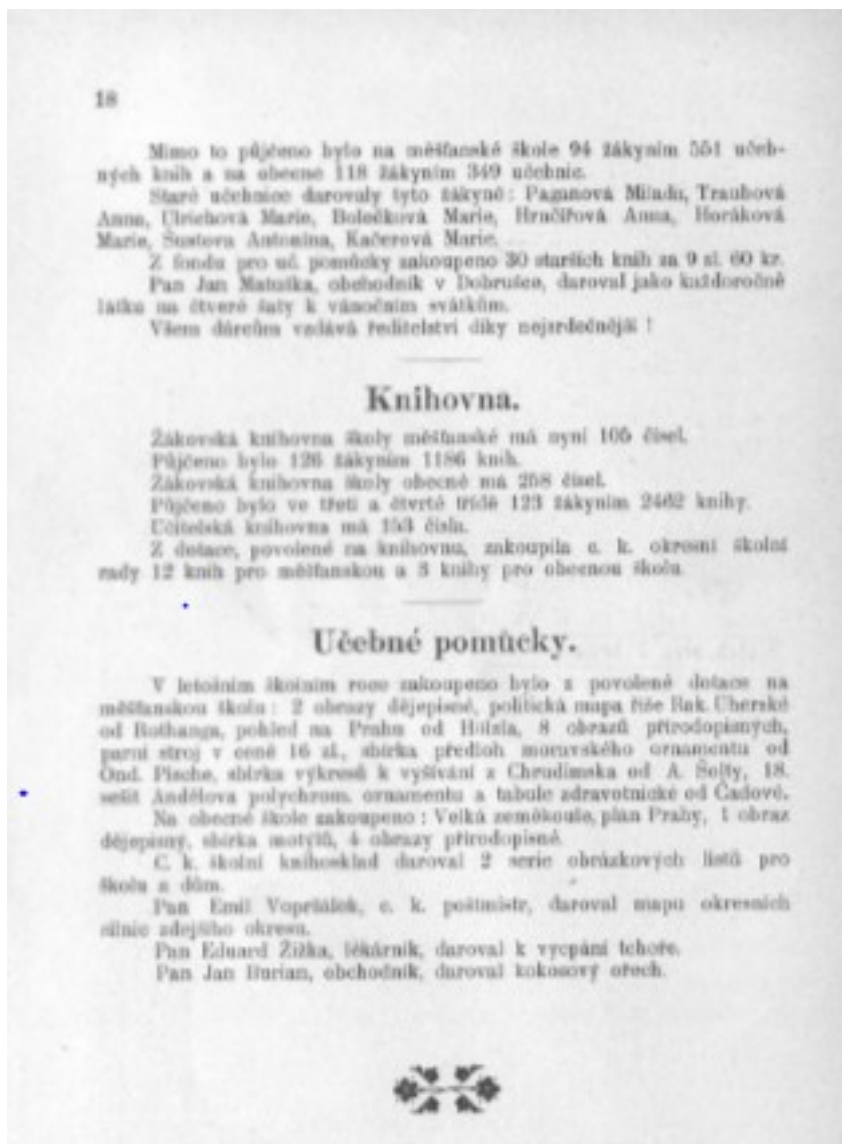 18
Mimo to půjčeno bylo na měšťanské škole 94 žákyním 551 učeb-
ných knih a na obecné 118 žákyním 349 učebnic.
Staré učebnice darovaly tyto žákyně: Miladu, Traubová
Anna, Ulrichová Marie, Bolečková Marie, Hrnčířová Anna, Horáková
Marie, Šustova Antonína, Kačerová Marie.
Z fondu pro uč. pomůcky zakoupeno 30 starších knih za 9 zl. 60 kr.
Pan Jan Matuška, obchodník v Dobrušce, daroval jako každoročně
látku na čtvero šaty k vánočním svátkům.
Všem dárcům vzdává ředitelství díky nejsrdečnější!
Knihovna.
Žákovská knihovna školy měšťanské má nyní 105 čísel.
Půjčeno bylo 126 žákyním 1186 knih.
Žákovská knihovna školy obecné má 258 čísel.
Půjčeno bylo ve třetí a čtvrté třídě 123 žákyním 2462 knihy.
Učitelská knihovna má 153 čísla.
Z dotace, povolené na knihovnu, zakoupila c. k. okresní školní
rady 12 knih pro měšťanskou a 3 knihy pro obecnou školu.
Učebné pomůcky.
V letošním školním roce zakoupeno bylo z povolené dotace na
měšťanskou školu: 2 obrazy dějepisné, politická mapa říše Rak. Uherské
od Rothauga, pohled na Prahu od Hölzla, 8 obrazů přírodopisných,
parní stroj v ceně 16 zl., sbírka předloh moravského ornamentu od
Ond. Pische, sbírka výkresů k vyšívání z Chrudimska od A. Šolty, 18.
sešit Andělova polychrom. ornamentu a tabule zdravotnické od Čadové.
Na obecné škole zakoupeno: Velká zeměkoule, plán Prahy, 1 obraz
dějepisný, sbírka motýlů, 4 obrazy přírodopisné.
C. k. školní knihosklad daroval 2 serie obrázkových listů pro
školu a dům.
Pan Emil Vopršálek, c. k. poštmistr, daroval mapu okresních
silnic zdejšího okresu.
Pan Eduard Žižka, lékárník, daroval k vycpání tchoře.
Pan Jan Burian, obchodník, daroval kokosový ořech.